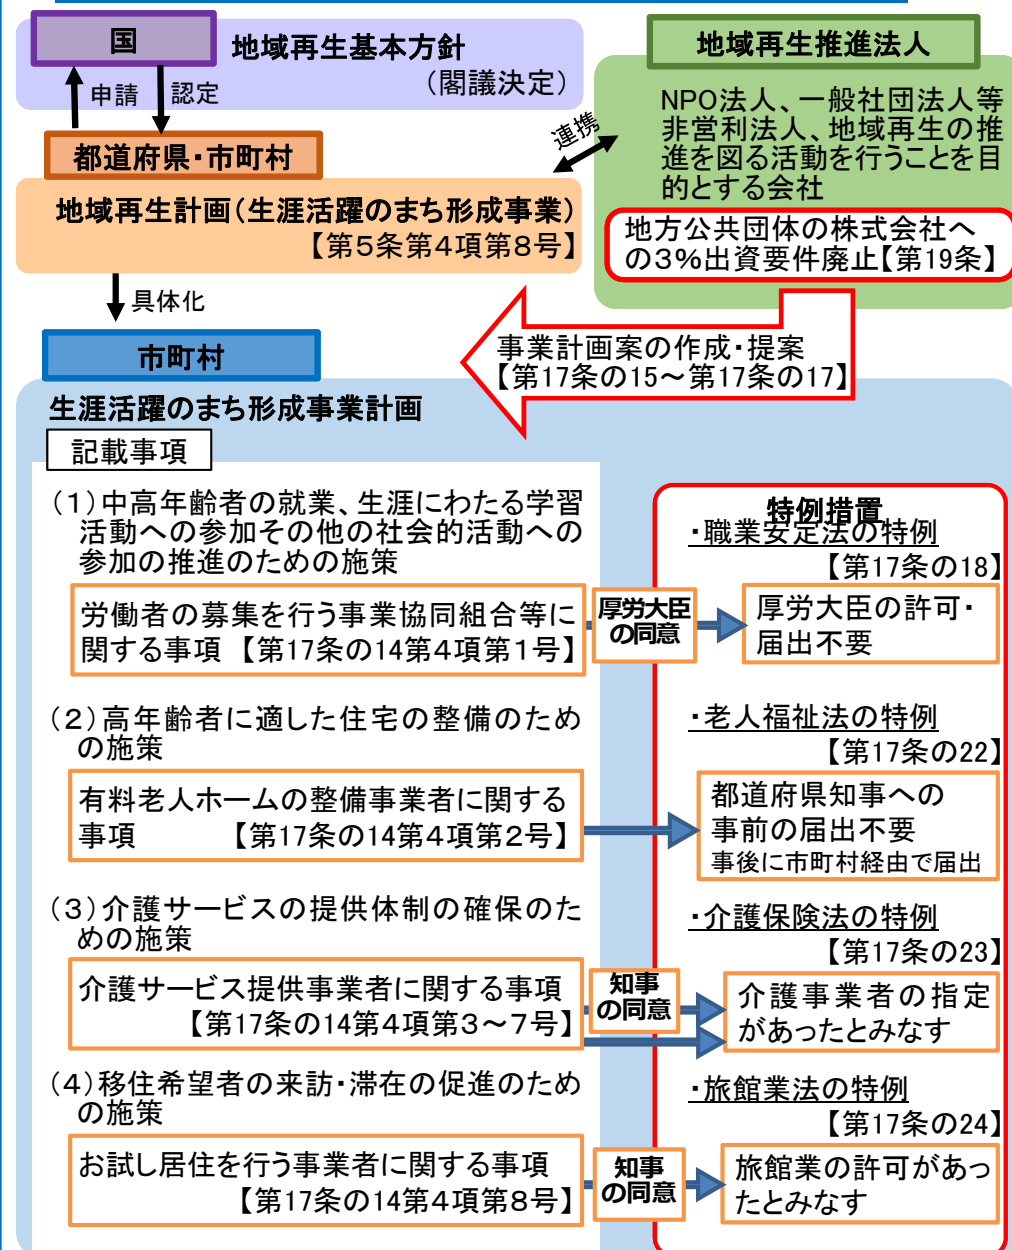 国
地域再生基本方針
（閣議決定）
申請
認定
都道府県・市町村
地域再生計画（生涯活躍のまち形成事業）
【第5条第4項第8号】
連携
地域再生推進法人
NPO法人、一般社団法人等
非営利法人、地域再生の推
進を図る活動を行うことを目
的とする会社
地方公共団体の株式会社へ
の3％出資要件廃止【第19条】
具体化
市町村
事業計画案の作成・提案
【第17条の15～第17条の17】
生涯活躍のまち形成事業計画
記載事項
（1）中高年齢者の就業、生涯にわたる学習
活動への参加その他の社会的活動への
参加の推進のための施策
労働者の募集を行う事業協同組合等に
関する事項 【第17条の14第4項第1号】
厚労大臣
の同意
特例措置
・職業安定法の特例
【第17条の18】
厚労大臣の許可・
届出不要
（2）高年齢者に適した住宅の整備のため
の施策
有料老人ホームの整備事業者に関する
事項 【第17条の14第4項第2号】
・老人福祉法の特例
【第17条の22】
都道府県知事への
事前の届出不要
事後に市町村経由で届出
（3）介護サービスの提供体制の確保のた
めの施策
介護サービス提供事業者に関する事項
【第17条の14第4項第3～7号】
知事
の同意
・介護保険法の特例
【第17条の23】
介護事業者の指定
があったとみなす
（4）移住希望者の来訪・滞在の促進のため
の施策
お試し居住を行う事業者に関する事項
【第17条の14第4項第8号】
知事
の同意
・旅館業法の特例
【第17条の24】
旅館業の許可があっ
たとみなす